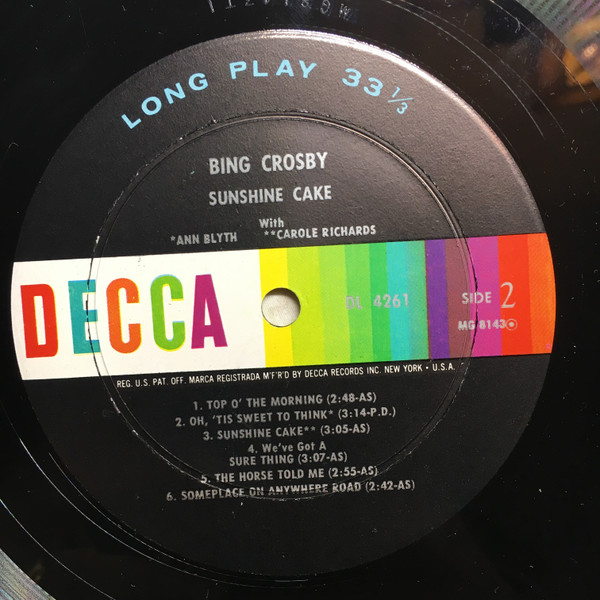 LONG PLAY 33 1/3
BING CROSBY
SUNSHINE CAKE
With
*ANN BLYTH **CAROLE RICHARDS
DECCA
DL 4261
SIDE 2
MG 8143
REG. U.S. PAT. OFF. MARCA REGISTRADA M'F'R'D BY DECCA RECORDS INC. NEW YORK • U.S.A.
1. TOP O' THE MORNING (2:48-AS)
2. OH, 'TIS SWEET TO THINK* (3:14-P.D.)
3. SUNSHINE CAKE** (3:05-AS)
4. We've Got A
SURE THING (3:07-AS)
5. THE HORSE TOLD ME (2:55-AS)
6. SOMEPLACE ON ANYWHERE ROAD (2:42-AS)